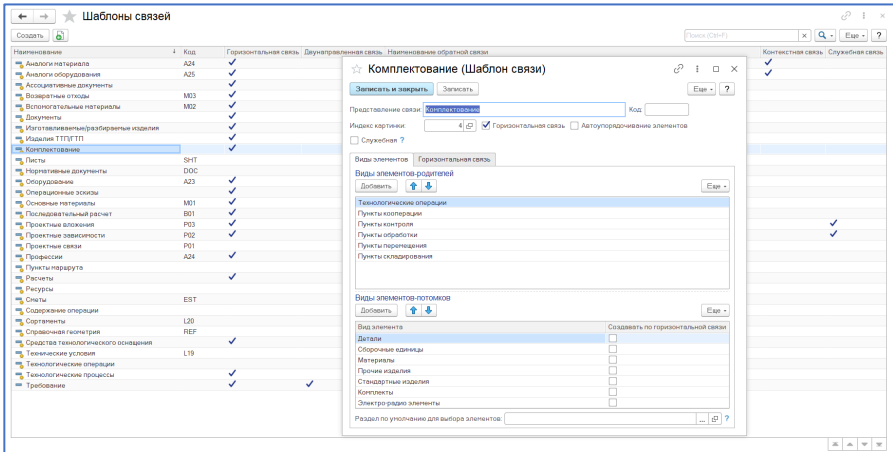 Шаблоны связей
Создать
Поиск (Ctrl+F)
Еще
?
Наименование
Код
Горизонтальная связь
Двунаправленная связь
Наименование обратной связи
Контекстная связь
Служебная связь
Аналоги материала A24
Аналоги оборудования A25
Ассоциативные документы
Возвратные отходы M03
Вспомогательные материалы M02
Документы
Изготавливаемые/разбираемые изделия
Изделия ТТП/ГТП
Комплектование
Листы SHT
Нормативные документы DOC
Оборудование A23
Операционные эскизы
Основные материалы M01
Последовательный расчет B01
Проектные вложения P03
Проектные зависимости P02
Проектные связи P01
Профессии A24
Пункты маршрута
Расчеты
Ресурсы
Сметы EST
Содержание операции
Сортаменты L20
Справочная геометрия REF
Средства технологического оснащения
Технические условия L19
Технологические операции
Технологические процессы
Требование
Комплектование (Шаблон связи)
Записать и закрыть
Записать
Еще
?
Представление связи: Комплектование
Код:
Индекс картинки: 4
Горизонтальная связь
Автоупорядочивание элементов
Служебная ?
Виды элементов
Горизонтальная связь
Виды элементов-родителей
Добавить
Еще
Технологические операции
Пункты кооперации
Пункты контроля
Пункты обработки
Пункты перемещения
Пункты складирования
Виды элементов-потомков
Добавить
Еще
Вид элемента
Создавать по горизонтальной связи
Детали
Сборочные единицы
Материалы
Прочие изделия
Стандартные изделия
Комплекты
Электро-радио элементы
Раздел по умолчанию для выбора элементов:
... ?